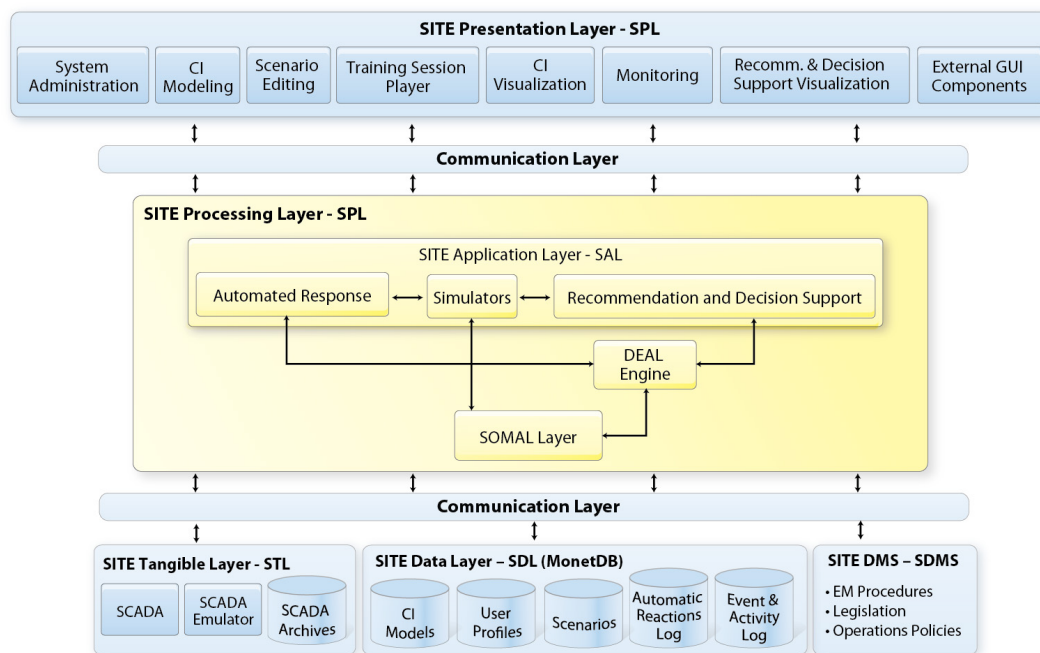 SITE Presentation Layer - SPL
System
Administration
CI
Modeling
Scenario
Editing
Training Session
Player
CI
Visualization
Monitoring
Recomm. & Decision
Support Visualization
External GUI
Components
Communication Layer
SITE Processing Layer - SPL
SITE Application Layer - SAL
Automated Response
Simulators
Recommendation and Decision Support
DEAL
Engine
SOMAL Layer
Communication Layer
SITE Tangible Layer - STL
SCADA
SCADA
Emulator
SCADA
Archives
SITE Data Layer – SDL (MonetDB)
CI
Models
User
Profiles
Scenarios
Automatic
Reactions
Log
Event &
Activity
Log
SITE DMS – SDMS
• EM Procedures
• Legislation
• Operations Policies